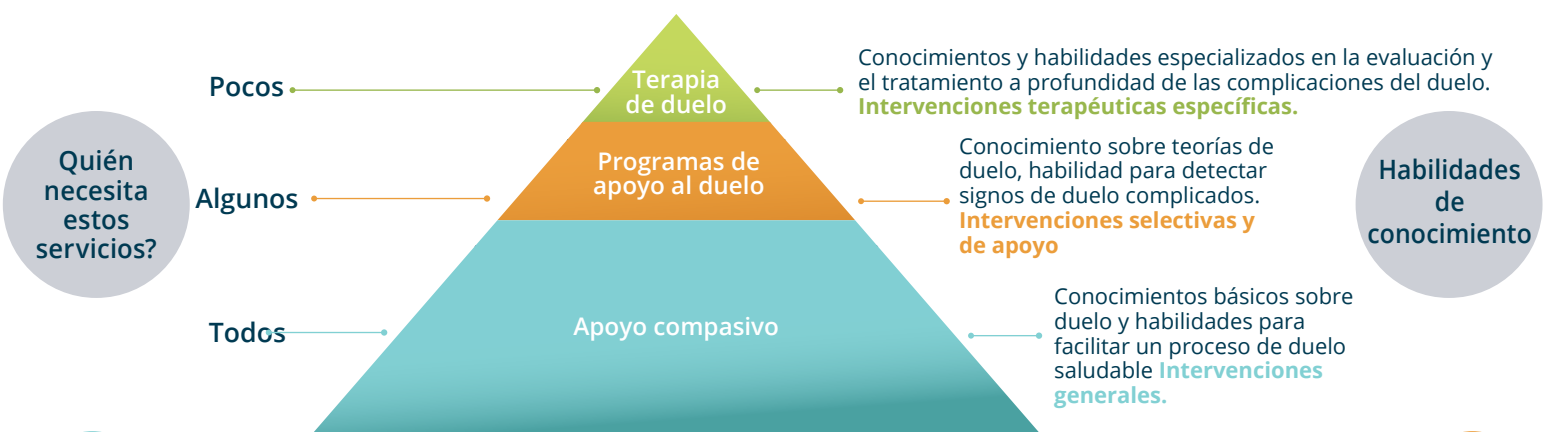 Quién
necesita
estos
servicios?
Pocos
Terapia
de duelo
Conocimientos y habilidades especializados en la evaluación y
el tratamiento a profundidad de las complicaciones del duelo.
Intervenciones terapéuticas específicas.
Algunos
Programas de
apoyo al duelo
Conocimiento sobre teorías de
duelo, habilidad para detectar
signos de duelo complicados.
Intervenciones selectivas y
de apoyo
Todos
Apoyo compasivo
Conocimientos básicos sobre
duelo y habilidades para
facilitar un proceso de duelo
saludable Intervenciones
generales.
Habilidades
de
conocimiento